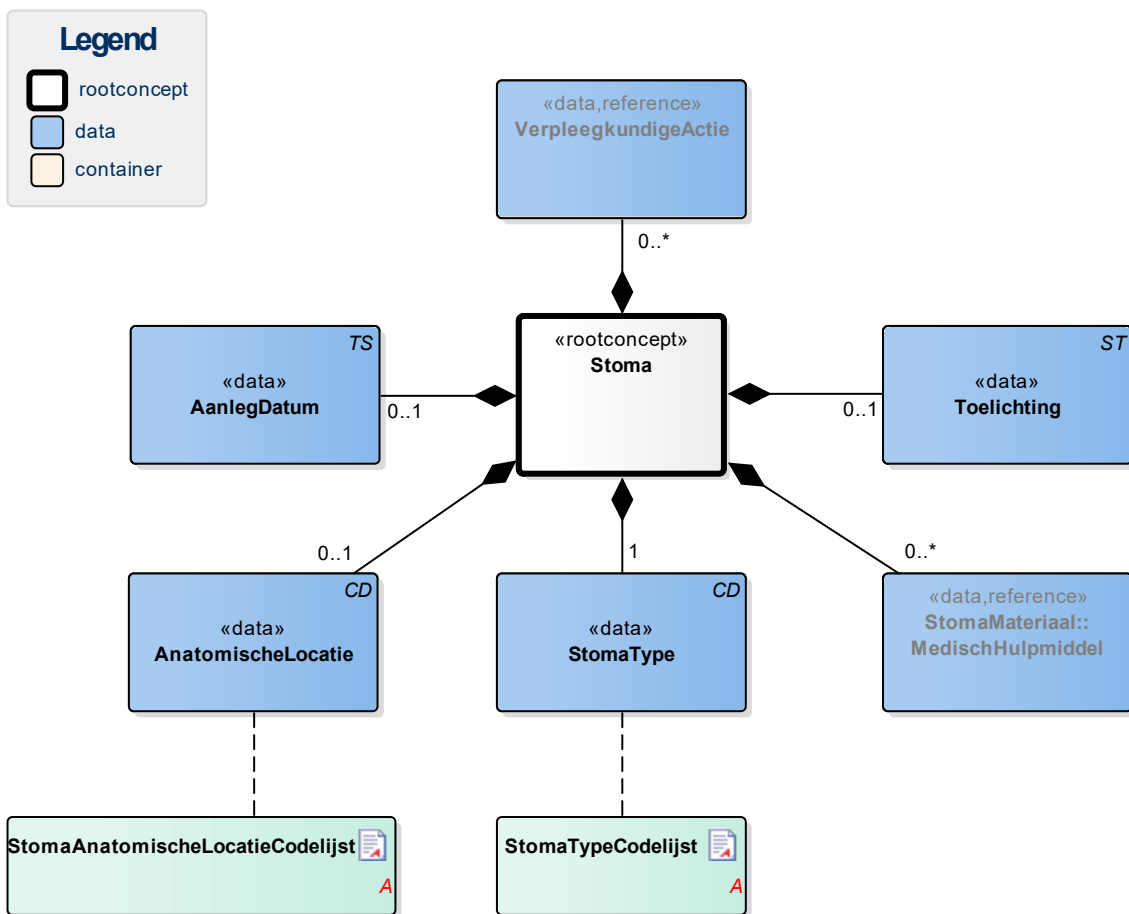 Legend
rootconcept
data
container
«data,reference»
VerpleegkundigeActie
0..*
TS
«data»
AanlegDatum
0..1
«rootconcept»
Stoma
ST
«data»
Toelichting
0..1
0..1
1
0..*
CD
«data»
AnatomischeLocatie
CD
«data»
StomaType
«data,reference»
StomaMateriaal::
MedischHulpmiddel
StomaAnatomischeLocatieCodelijst
A
StomaTypeCodelijst
A